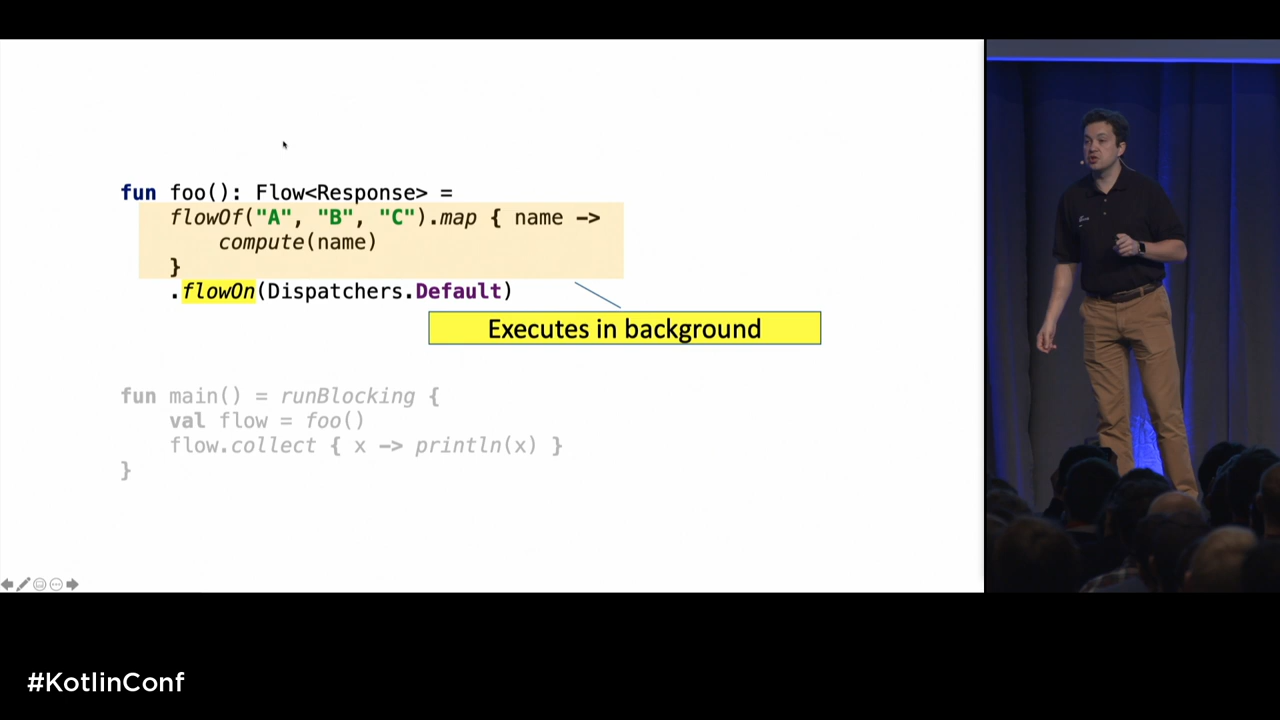 fun foo(): Flow<Response> =
flowOf("A", "B", "C").map { name ->
compute(name)
}
.flowOn(Dispatchers.Default)
Executes in background
fun main() = runBlocking {
val flow = foo()
flow.collect { x -> println(x) }
}
#KotlinConf